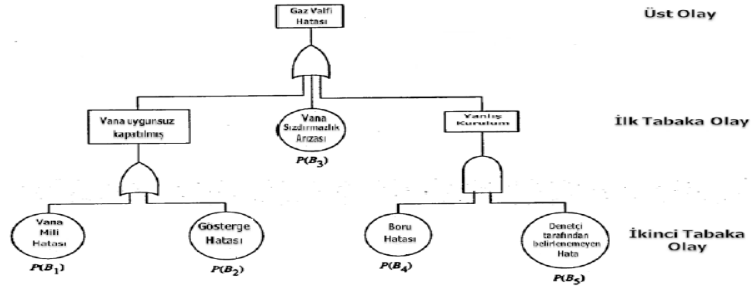 Gaz Valfi
Hatası
Üst Olay
Vana uygunsuz
kapatılmış
Vana
Sızdırmazlık
Arızası
P(B3)
Yanlış
Kurulum
İlk Tabaka Olay
Vana
Mili
Hatası
P(B1)
Gösterge
Hatası
P(B2)
Boru
Hatası
P(B4)
Denetçi
tarafından
belirlenemeyen
Hata
P(B5)
İkinci Tabaka
Olay